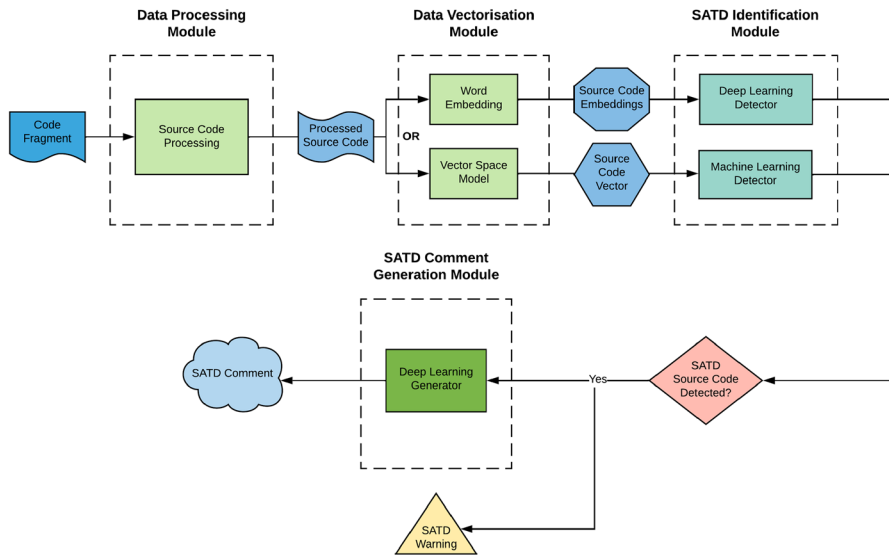 Data Processing
Module
Data Vectorisation
Module
SATD Identification
Module
Code
Fragment
Source Code
Processing
Processed
Source Code
OR
Word
Embedding
Source Code
Embeddings
Deep Learning
Detector
Vector Space
Model
Source
Code
Vector
Machine Learning
Detector
SATD Comment
Generation Module
SATD Comment
Deep Learning
Generator
Yes
SATD
Source Code
Detected?
SATD
Warning